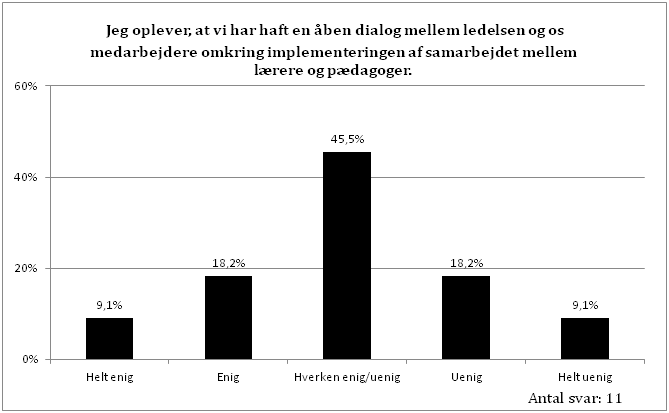 Jeg oplever, at vi har haft en åben dialog mellem ledelsen og os
medarbejdere omkring implementeringen af samarbejdet mellem
lærere og pædagoger.
60%
45,5%
40%
20%
18,2%
18,2%
9,1%
9,1%
0%
Helt enig
Enig
Hverken enig/uenig
Uenig
Helt uenig
Antal svar: 11